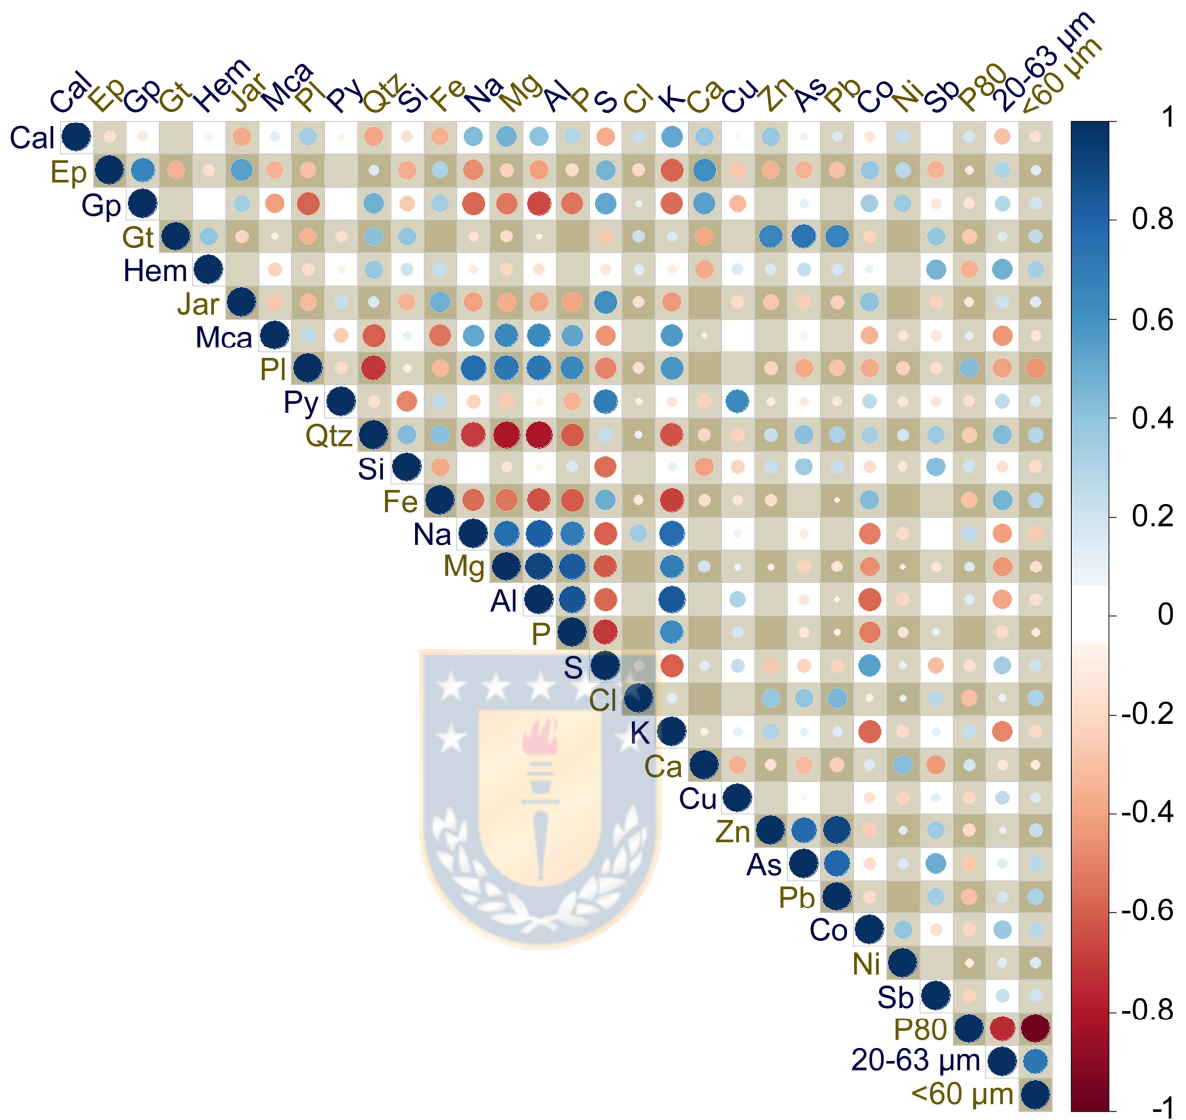 Cal Ep Gp Gt Hem Jar Mca Pl Py Qtz Si Fe Na Mg Al P S Cl K Ca Cu Zn As Pb Co Ni Sb P80 20-63 µm <60 µm
Cal
Ep
Gp
Gt
Hem
Jar
Mca
Pl
Py
Qtz
Si
Fe
Na
Mg
Al
P
S
Cl
K
Ca
Cu
Zn
As
Pb
Co
Ni
Sb
P80
20-63 µm
<60 µm
1
0.8
0.6
0.4
0.2
0
-0.2
-0.4
-0.6
-0.8
-1